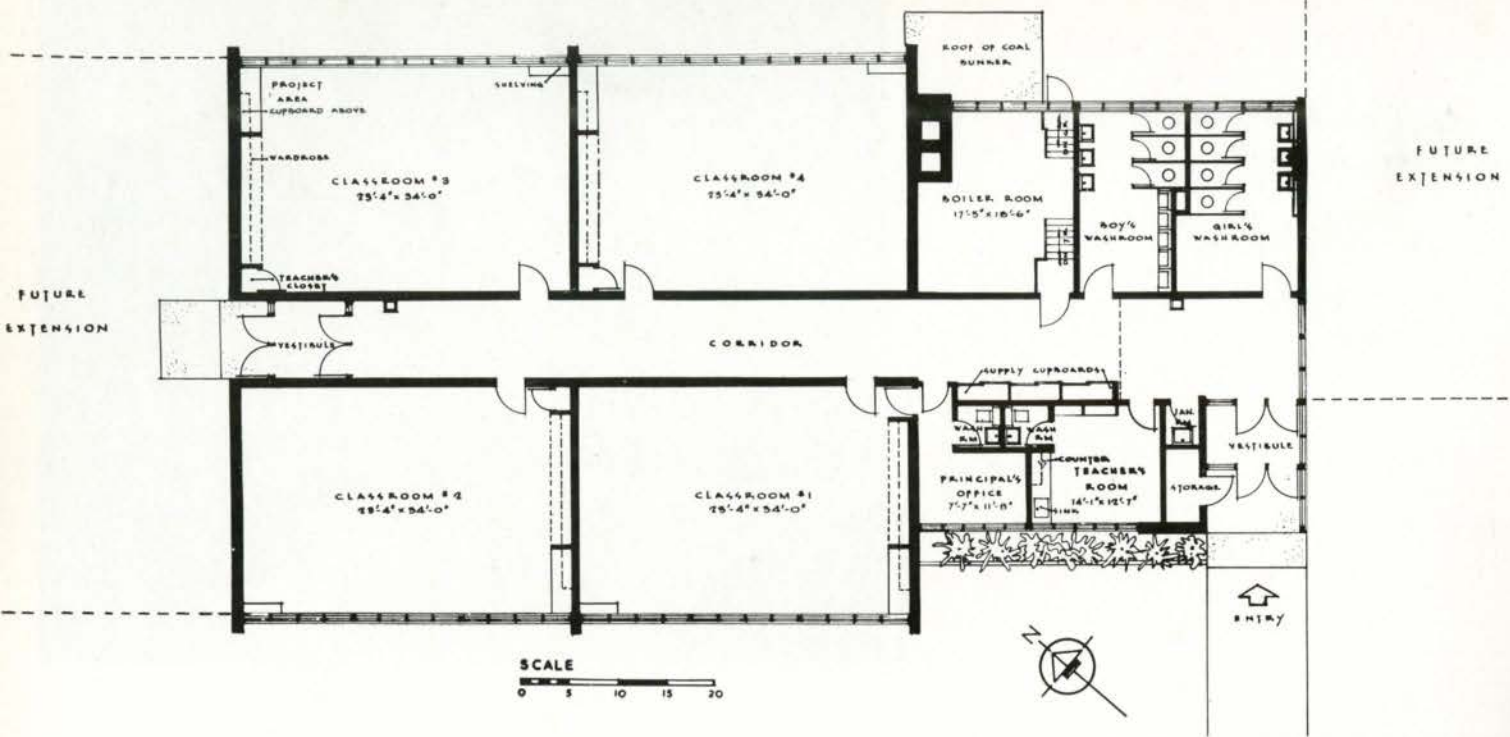 ROOF OF COAL
BUNKER
PROJECT
AREA
CUPBOARD ABOVE
SHELVING
WARDROBE
CLASSROOM #3
23'-4" x 34'-0"
CLASSROOM #4
23'-4" x 34'-0"
BOILER ROOM
17'-5" x 18'-6"
BOY'S
WASHROOM
GIRL'S
WASHROOM
FUTURE
EXTENSION
TEACHER'S
CLOSET
FUTURE
EXTENSION
VESTIBULE
CORRIDOR
SUPPLY CUPBOARDS
WASH
RM
WASH
RM
JAN.
RM
VESTIBULE
COUNTER
TEACHER'S
ROOM
14'-1" x 12'-7"
SINK
STORAGE
PRINCIPAL'S
OFFICE
7'-7" x 11'-8"
CLASSROOM #2
23'-4" x 34'-0"
CLASSROOM #1
23'-4" x 34'-0"
ENTRY
N
SCALE
0 5 10 15 20